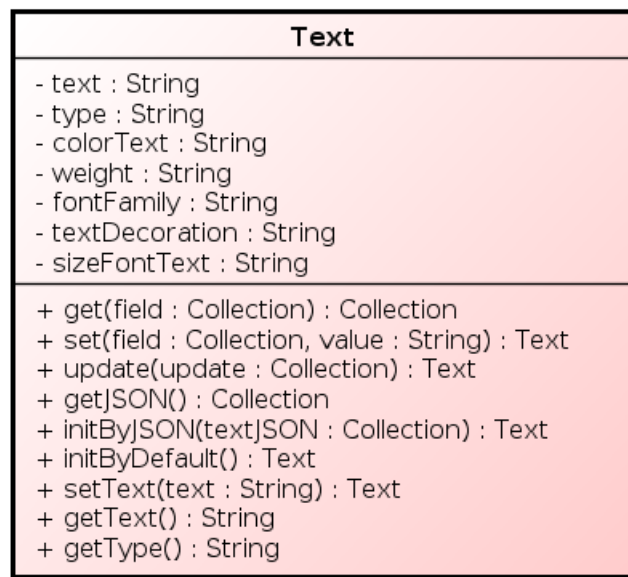 Text
- text : String
- type : String
- colorText : String
- weight : String
- fontFamily : String
- textDecoration : String
- sizeFontText : String
+ get(field : Collection) : Collection
+ set(field : Collection, value : String) : Text
+ update(update : Collection) : Text
+ getJSON() : Collection
+ initByJSON(textJSON : Collection) : Text
+ initByDefault() : Text
+ setText(text : String) : Text
+ getText() : String
+ getType() : String